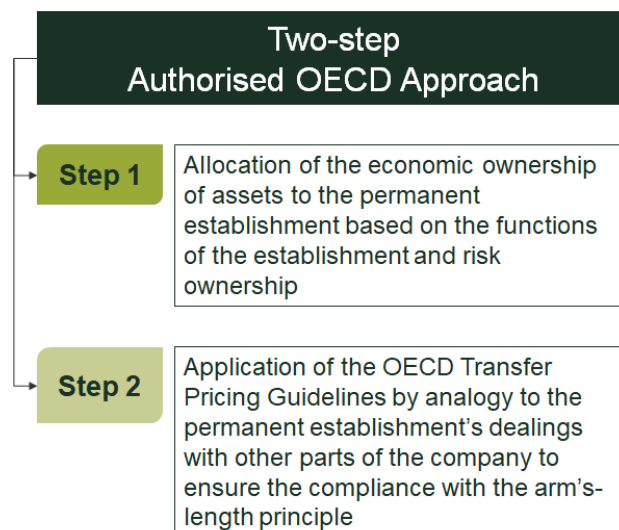 Two-step
Authorised OECD Approach
Step 1
Allocation of the economic ownership
of assets to the permanent
establishment based on the functions
of the establishment and risk
ownership
Step 2
Application of the OECD Transfer
Pricing Guidelines by analogy to the
permanent establishment’s dealings
with other parts of the company to
ensure the compliance with the arm’s-
length principle